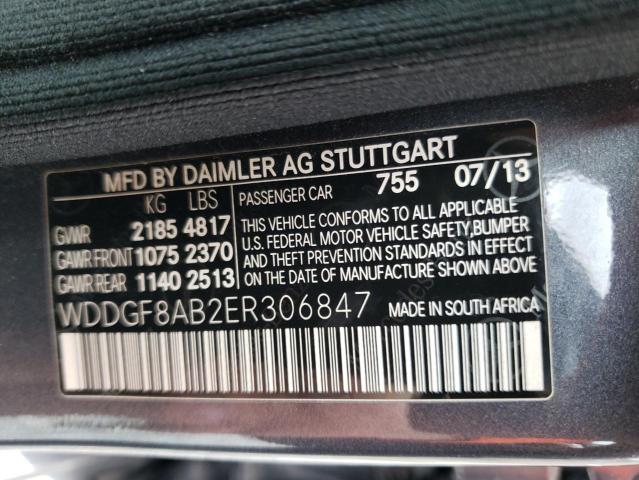 MFD BY DAIMLER AG STUTTGART
KG LBS
GVWR 2185 4817
GAWR FRONT 1075 2370
GAWR REAR 1140 2513
PASSENGER CAR 755 07/13
THIS VEHICLE CONFORMS TO ALL APPLICABLE
U.S. FEDERAL MOTOR VEHICLE SAFETY,BUMPER
AND THEFT PREVENTION STANDARDS IN EFFECT
ON THE DATE OF MANUFACTURE SHOWN ABOVE.
WDDGF8AB2ER306847
MADE IN SOUTH AFRICA